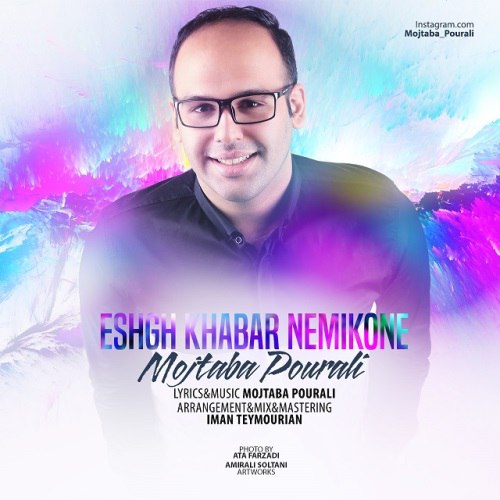 Instagram.com
Mojtaba_Pourali
ESHGH KHABAR NEMIKONE
Mojtaba Pourali
LYRICS&MUSIC MOJTABA POURALI
ARRANGEMENT&MIX&MASTERING
IMAN TEYMOURIAN
PHOTO BY
ATA FARZADI
AMIRALI SOLTANI
ARTWORKS